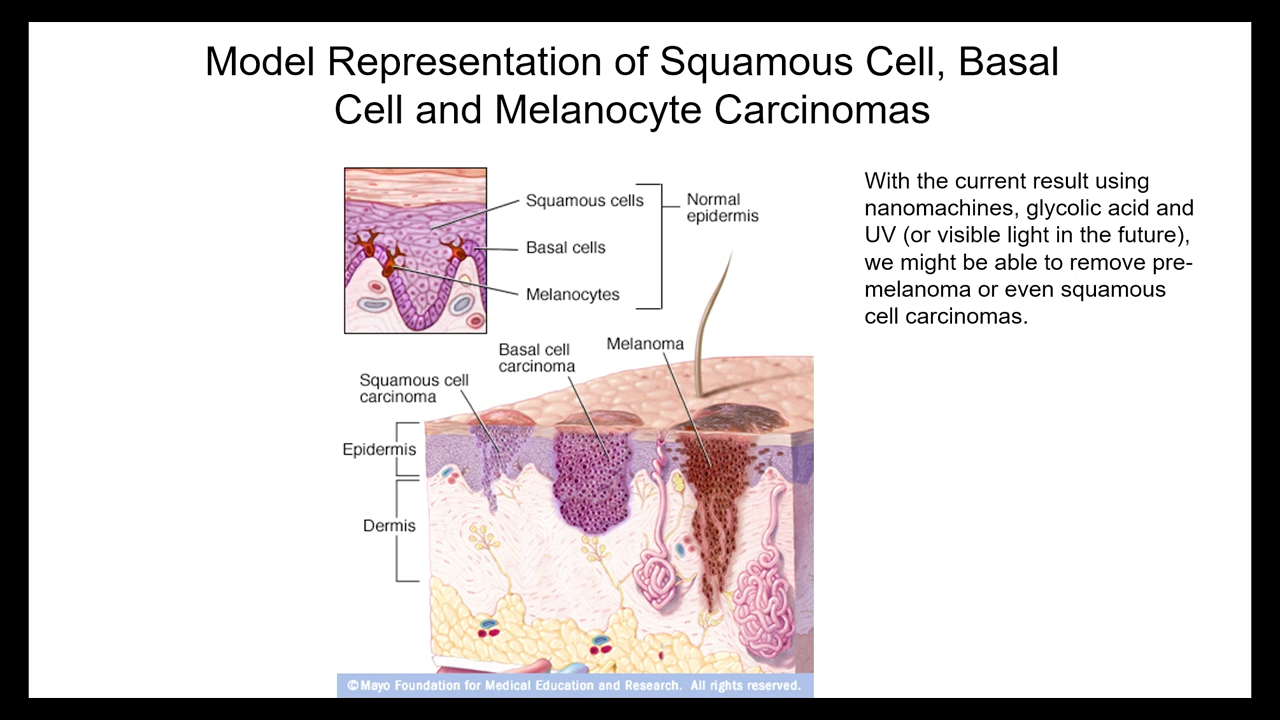 Model Representation of Squamous Cell, Basal
Cell and Melanocyte Carcinomas
Squamous cells
Basal cells
Melanocytes
Normal
epidermis
With the current result using
nanomachines, glycolic acid and
UV (or visible light in the future),
we might be able to remove pre-
melanoma or even squamous
cell carcinomas.
Squamous cell
carcinoma
Basal cell
carcinoma
Melanoma
Epidermis
Dermis
©Mayo Foundation for Medical Education and Research. All rights reserved.